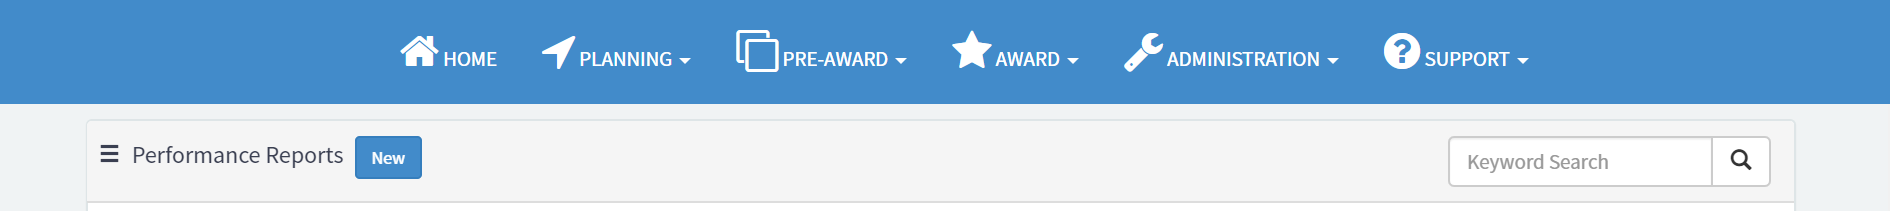 HOME PLANNING PRE-AWARD AWARD ADMINISTRATION SUPPORT
Performance Reports New Keyword Search